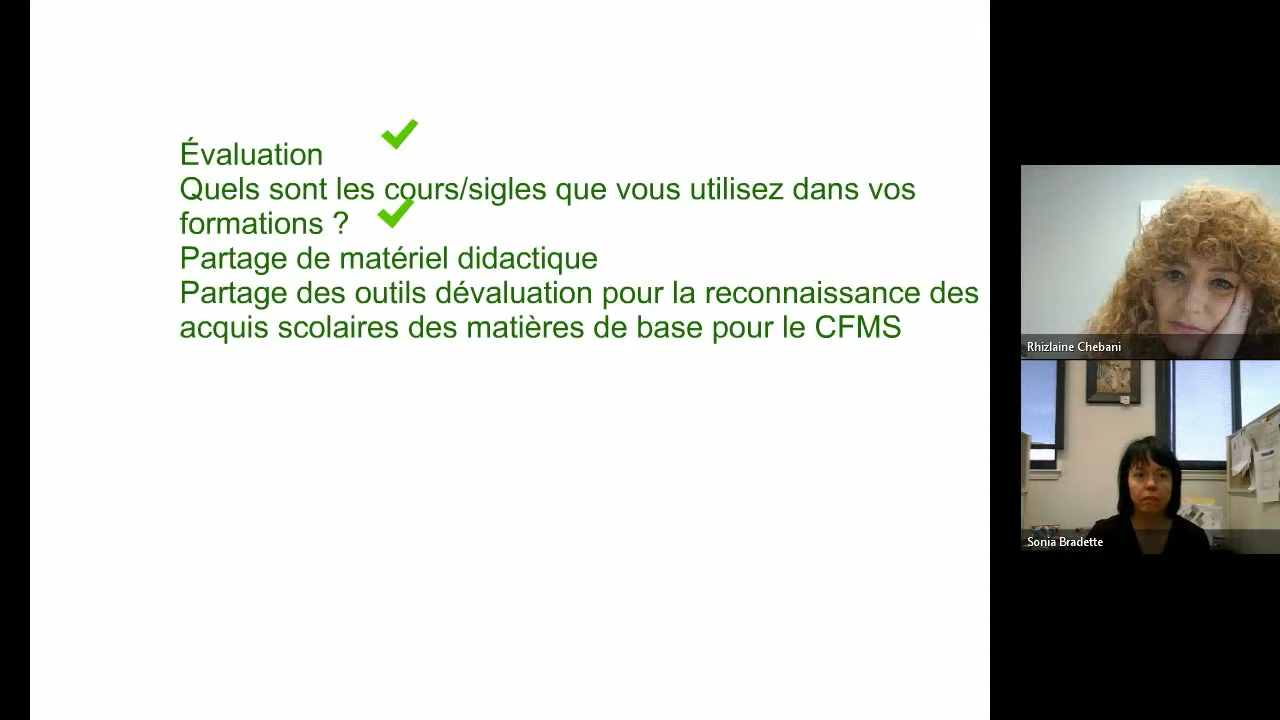 Évaluation
Quels sont les cours/sigles que vous utilisez dans vos
formations ?
Partage de matériel didactique
Partage des outils dévaluation pour la reconnaissance des
acquis scolaires des matières de base pour le CFMS
Rhizlaine Chebani
Sonia Bradette